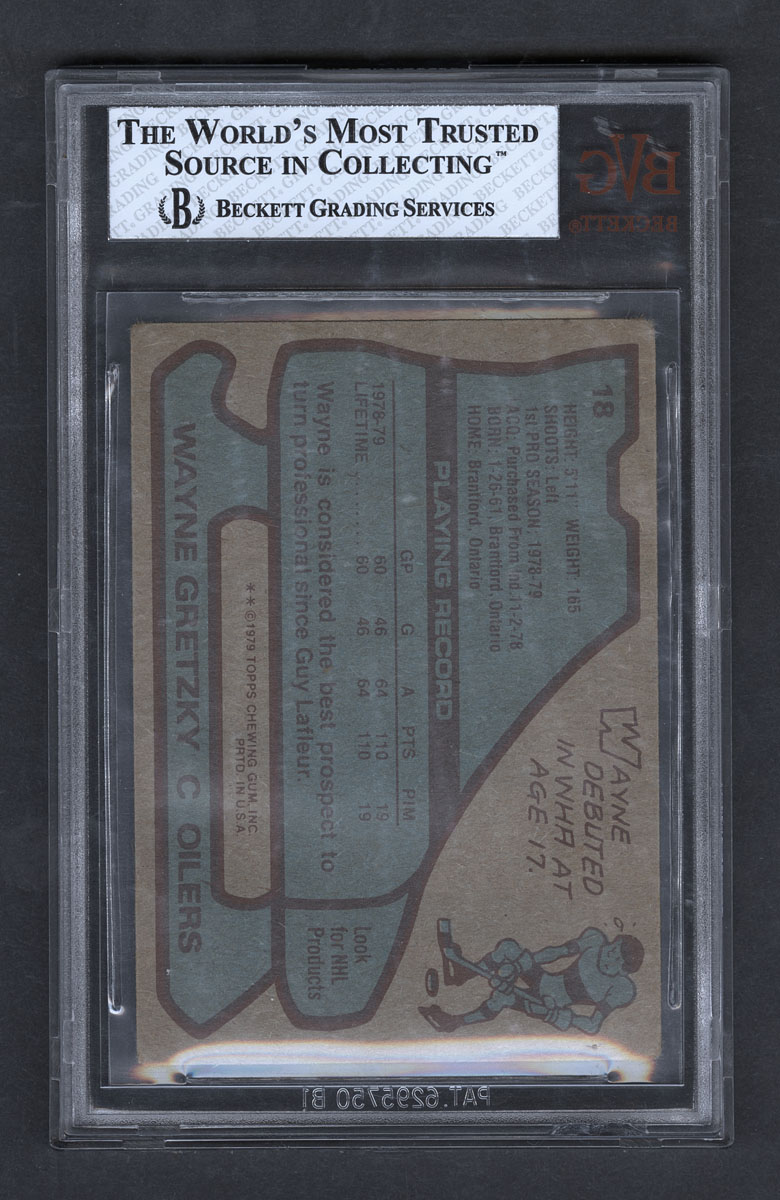 THE WORLD'S MOST TRUSTED
SOURCE IN COLLECTING™
B BECKETT GRADING SERVICES
BVG
BECKETT®
18
HEIGHT: 5'11" WEIGHT: 165
SHOOTS: Left
1st PRO SEASON: 1978-79
ACQ: Purchased From Ind. 11-2-78
BORN: 1-26-61 Brantford, Ontario
HOME: Brantford, Ontario
WAYNE
DEBUTED
IN WHA AT
AGE 17.
PLAYING RECORD
GP G A PTS PIM
1978-79 60 46 64 110 19
LIFETIME 60 46 64 110 19
Wayne is considered the best prospect to
turn professional since Guy Lafleur.
Look
for NHL
Products
**©1979 TOPPS CHEWING GUM, INC.
PRTD. IN U.S.A.
WAYNE GRETZKY C OILERS
PAT.6295750 B1